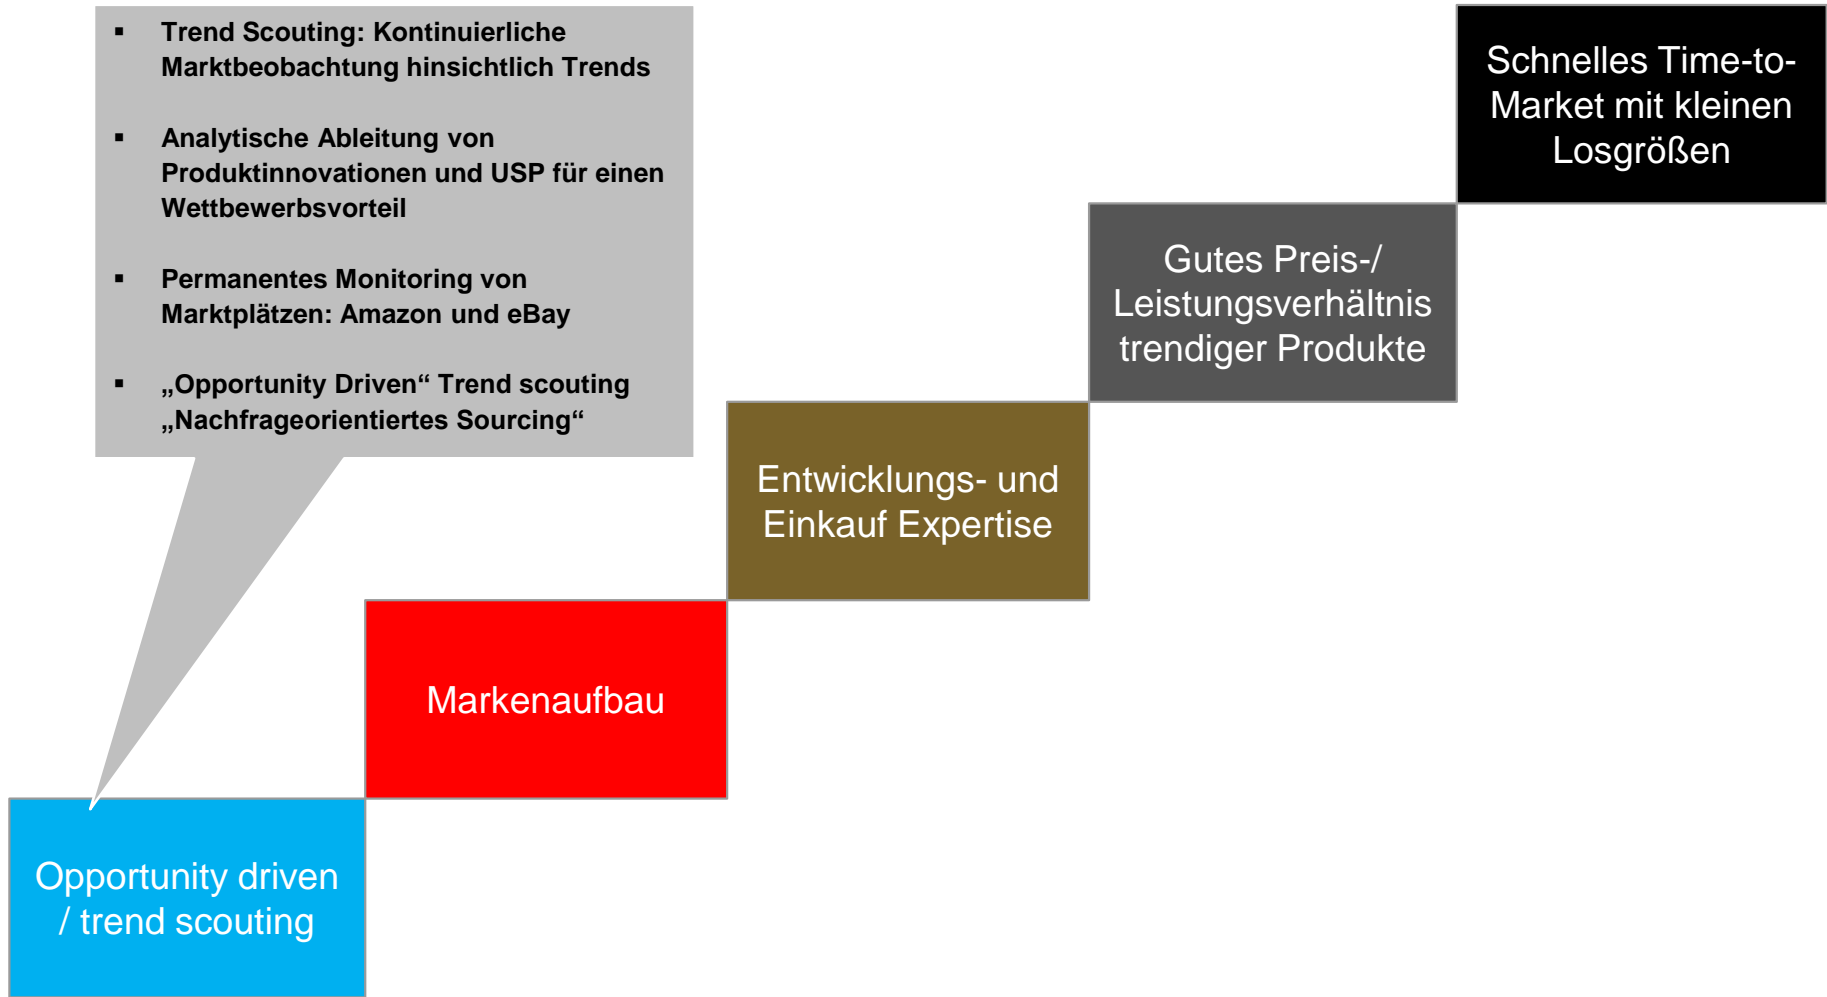 ▪ Trend Scouting: Kontinuierliche
Marktbeobachtung hinsichtlich Trends
▪ Analytische Ableitung von
Produktinnovationen und USP für einen
Wettbewerbsvorteil
▪ Permanentes Monitoring von
Marktplätzen: Amazon und eBay
▪ „Opportunity Driven“ Trend scouting
„Nachfrageorientiertes Sourcing“
Schnelles Time-to-
Market mit kleinen
Losgrößen
Gutes Preis-/
Leistungsverhältnis
trendiger Produkte
Entwicklungs- und
Einkauf Expertise
Markenaufbau
Opportunity driven
/ trend scouting